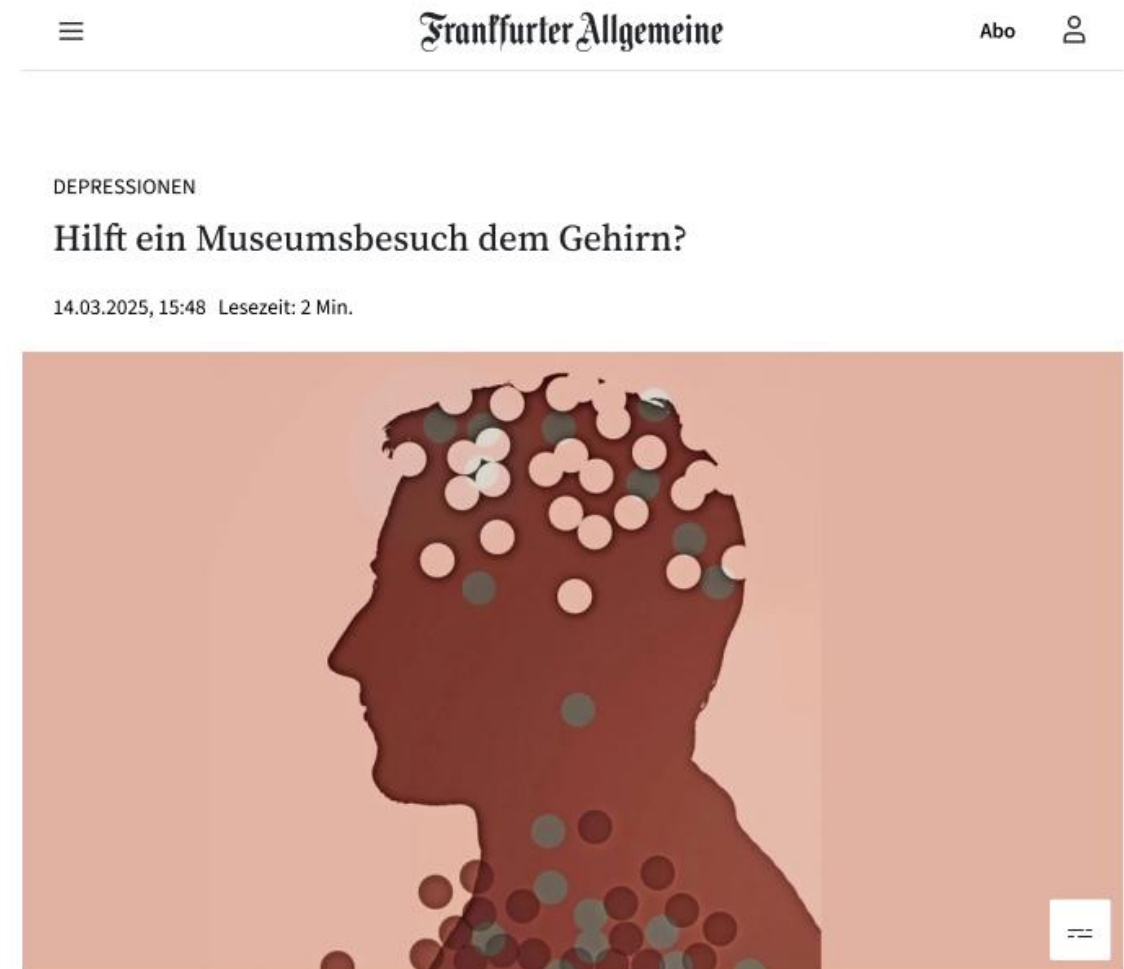 Frankfurter Allgemeine
Abo
DEPRESSIONEN
Hilft ein Museumsbesuch dem Gehirn?
14.03.2025, 15:48 Lesezeit: 2 Min.